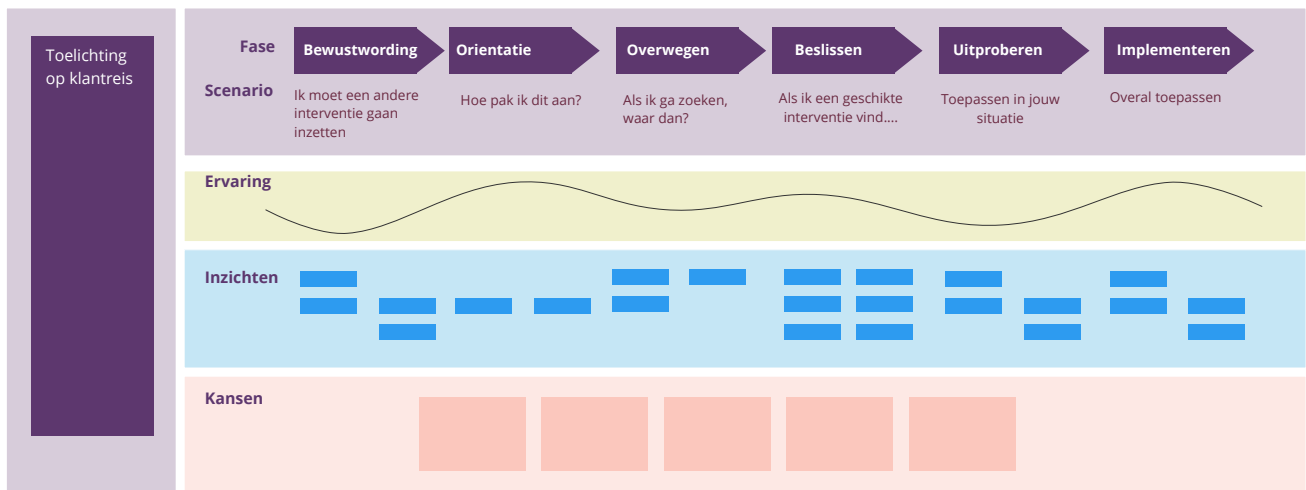 Toelichting
op klantreis
Fase
Bewustwording
Orientatie
Overwegen
Beslissen
Uitproberen
Implementeren
Scenario
Ik moet een andere
interventie gaan
inzetten
Hoe pak ik dit aan?
Als ik ga zoeken,
waar dan?
Als ik een geschikte
interventie vind....
Toepassen in jouw
situatie
Overal toepassen
Ervaring
Inzichten
Kansen